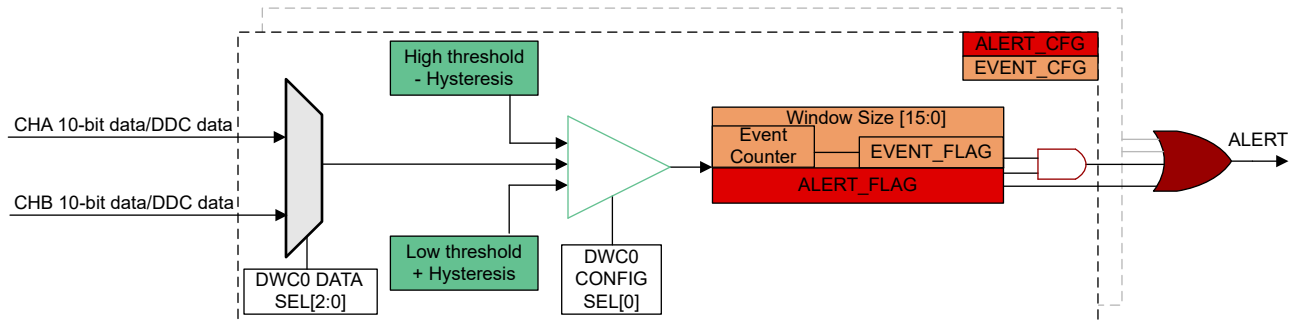 High threshold
- Hysteresis
ALERT_CFG
EVENT_CFG
CHA 10-bit data/DDC data
Window Size [15:0]
Event
Counter
EVENT_FLAG
ALERT_FLAG
ALERT
CHB 10-bit data/DDC data
Low threshold
+ Hysteresis
DWC0 DATA
SEL[2:0]
DWC0
CONFIG
SEL[0]